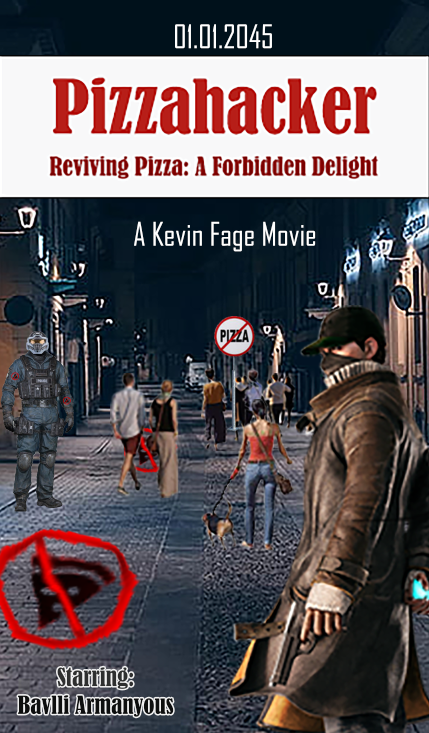 01.01.2045
Pizzahacker
Reviving Pizza: A Forbidden Delight
A Kevin Fage Movie
PIZZA
Starring:
Bavlli Armanyous